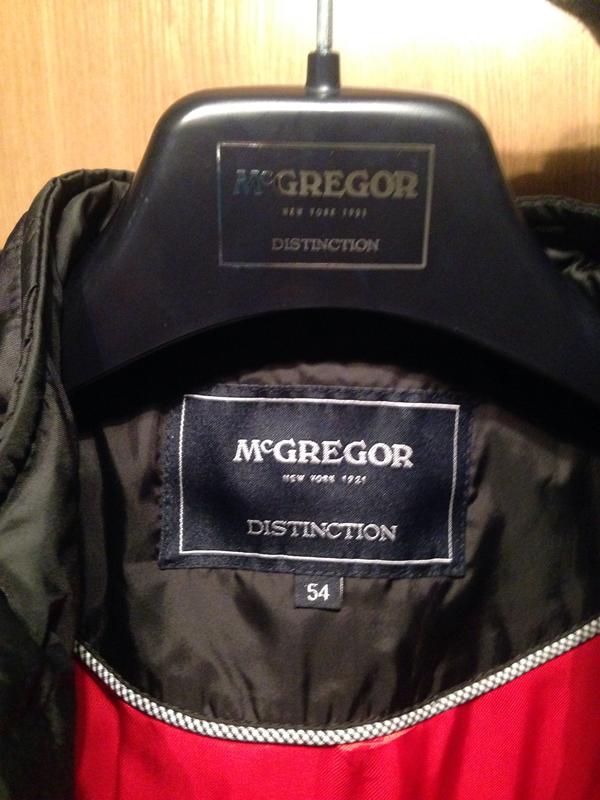 McGREGOR
NEW YORK 1921
DISTINCTION
McGREGOR
NEW YORK 1921
DISTINCTION
54